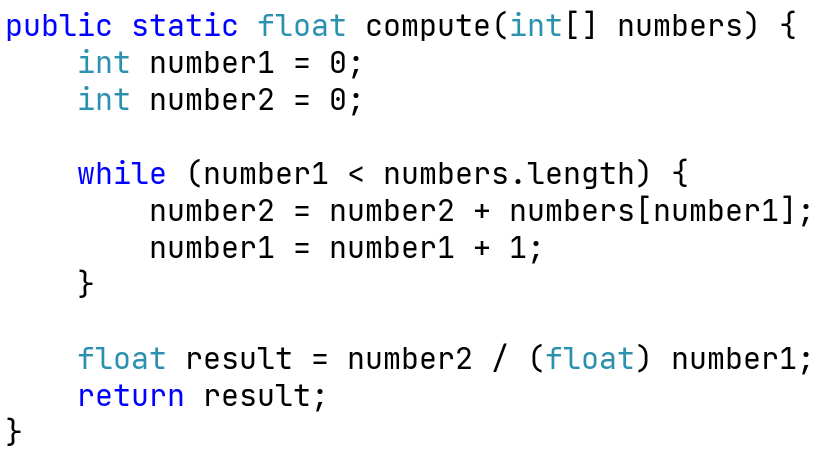 public static float compute(int[] numbers) {
    int number1 = 0;
    int number2 = 0;

    while (number1 < numbers.length) {
        number2 = number2 + numbers[number1];
        number1 = number1 + 1;
    }

    float result = number2 / (float) number1;
    return result;
}